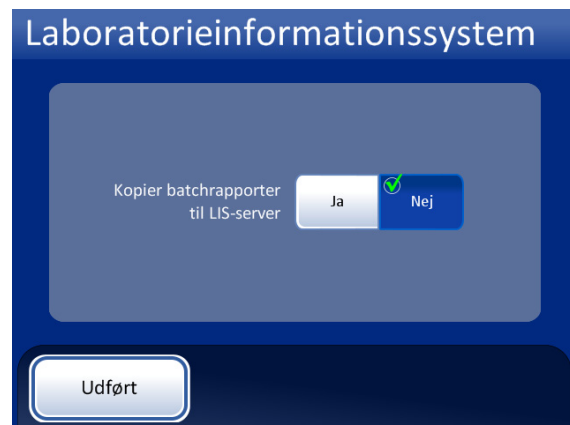 Laboratorieinformationssystem
Kopier batchrapporter
til LIS-server
Ja
Nej
Udført